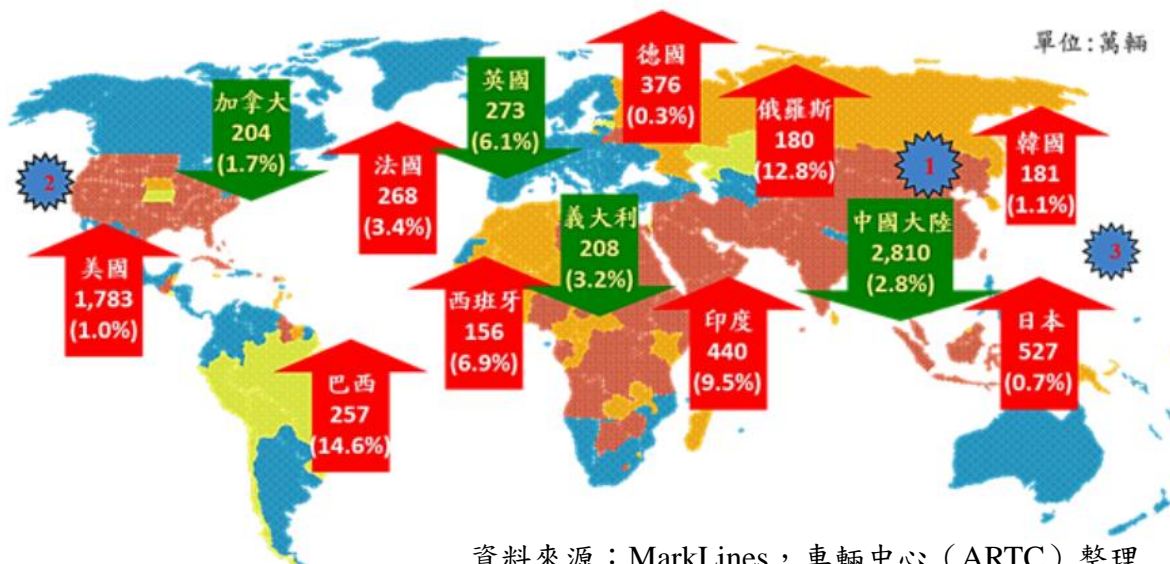 單位:萬輛
德國
376
(0.3%)
英國
273
(6.1%)
加拿大
204
(1.7%)
俄羅斯
180
(12.8%)
韓國
181
(1.1%)
法國
268
(3.4%)
1
2
3
義大利
208
(3.2%)
中國大陸
2,810
(2.8%)
美國
1,783
(1.0%)
西班牙
156
(6.9%)
印度
440
(9.5%)
日本
527
(0.7%)
巴西
257
(14.6%)
資料來源：MarkLines，車輛中心（ARTC）整理